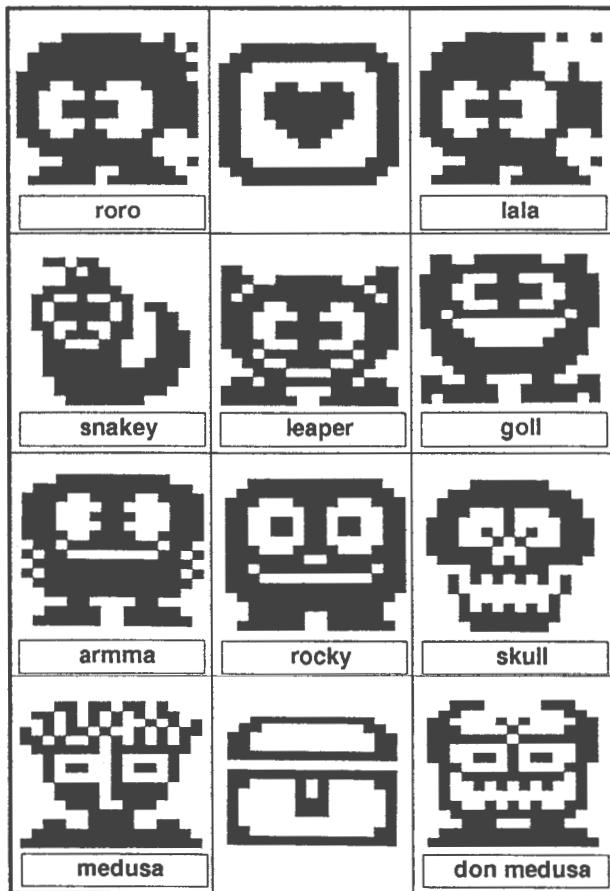 roro
lala
snakey
leaper
goll
armma
rocky
skull
medusa
don medusa